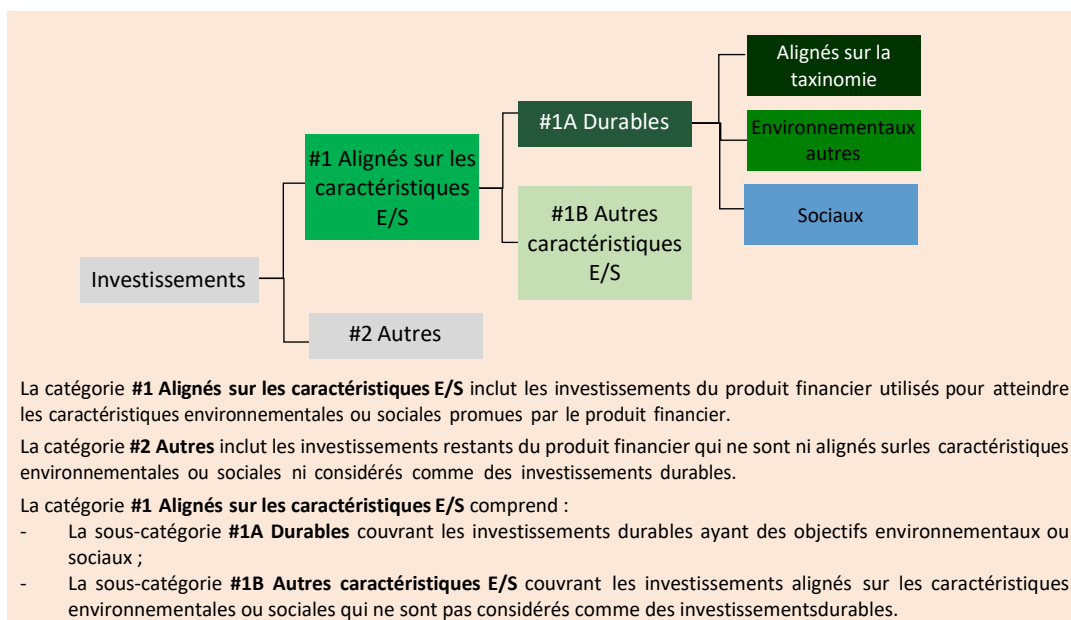 Alignés sur la
taxinomie
#1A Durables
Environnementaux
autres
#1 Alignés sur les
caractéristiques
E/S
#1B Autres
caractéristiques
E/S
Sociaux
Investissements
#2 Autres
La catégorie #1 Alignés sur les caractéristiques E/S inclut les investissements du produit financier utilisés pour atteindre
les caractéristiques environnementales ou sociales promues par le produit financier.
La catégorie #2 Autres inclut les investissements restants du produit financier qui ne sont ni alignés surles caractéristiques
environnementales ou sociales ni considérés comme des investissements durables.
La catégorie #1 Alignés sur les caractéristiques E/S comprend :
- La sous-catégorie #1A Durables couvrant les investissements durables ayant des objectifs environnementaux ou
sociaux ;
- La sous-catégorie #1B Autres caractéristiques E/S couvrant les investissements alignés sur les caractéristiques
environnementales ou sociales qui ne sont pas considérés comme des investissementsdurables.